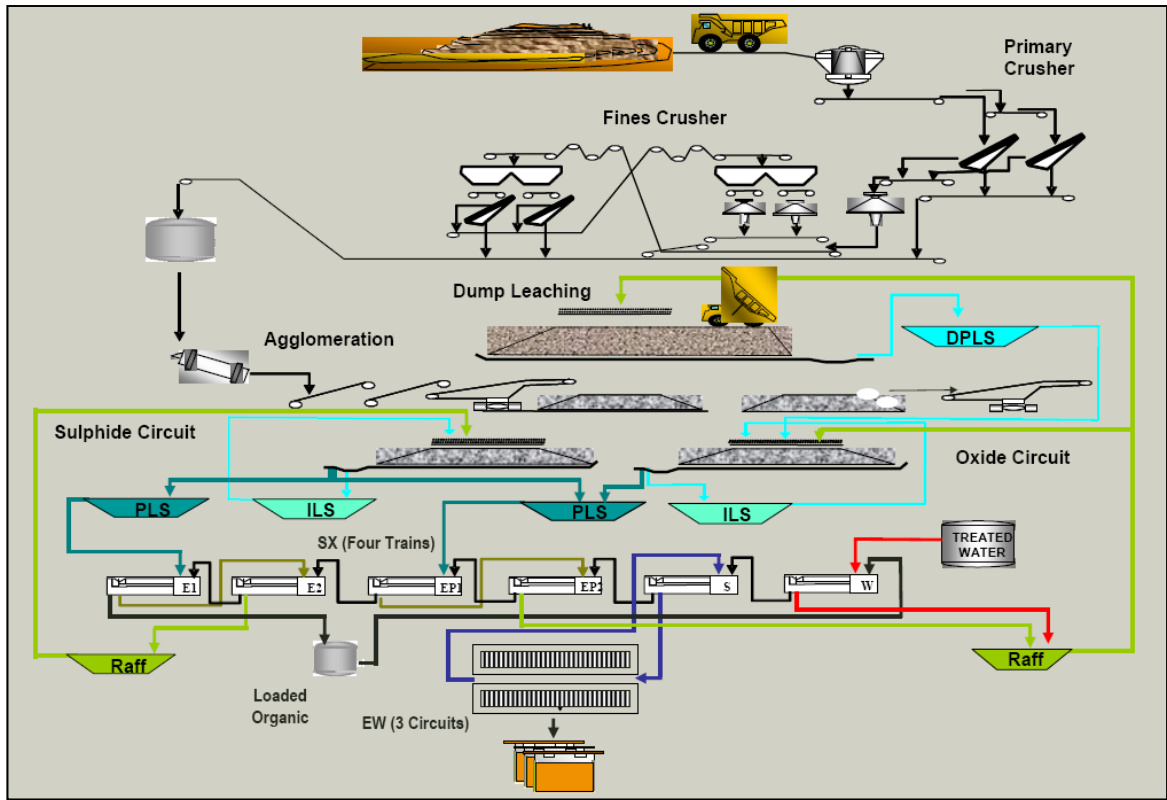 Primary
Crusher
Fines Crusher
Dump Leaching
DPLS
Agglomeration
Sulphide Circuit
Oxide Circuit
PLS
ILS
PLS
ILS
SX (Four Trains)
TREATED
WATER
E1
E2
EP1
EP2
S
W
Raff
Raff
Loaded
Organic
EW (3 Circuits)